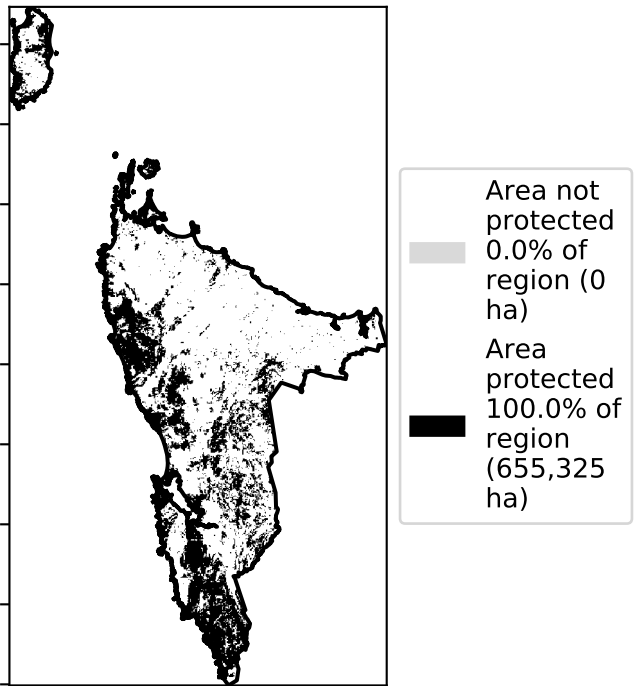 Area not
protected
0.0% of
region (0
ha)
Area
protected
100.0% of
region
(655,325
ha)